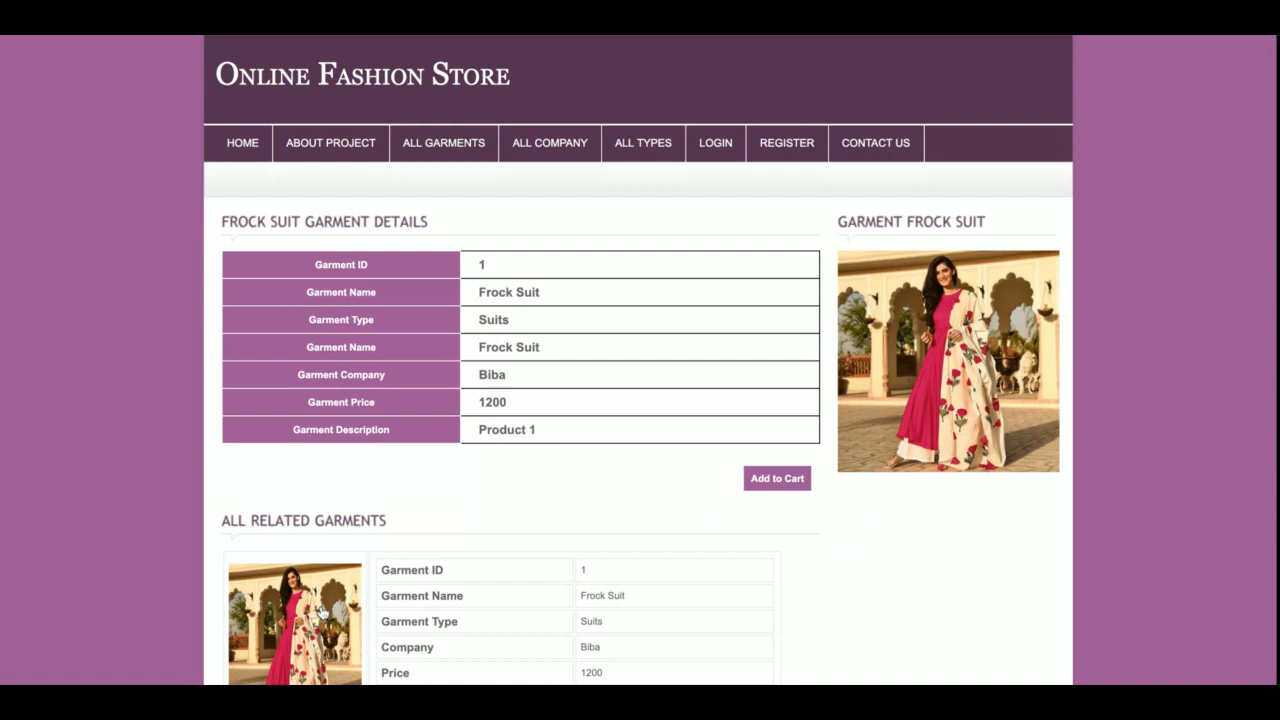 ONLINE FASHION STORE
HOME ABOUT PROJECT ALL GARMENTS ALL COMPANY ALL TYPES LOGIN REGISTER CONTACT US
FROCK SUIT GARMENT DETAILS
Garment ID 1
Garment Name Frock Suit
Garment Type Suits
Garment Name Frock Suit
Garment Company Biba
Garment Price 1200
Garment Description Product 1
Add to Cart
GARMENT FROCK SUIT
ALL RELATED GARMENTS
Garment ID 1
Garment Name Frock Suit
Garment Type Suits
Company Biba
Price 1200